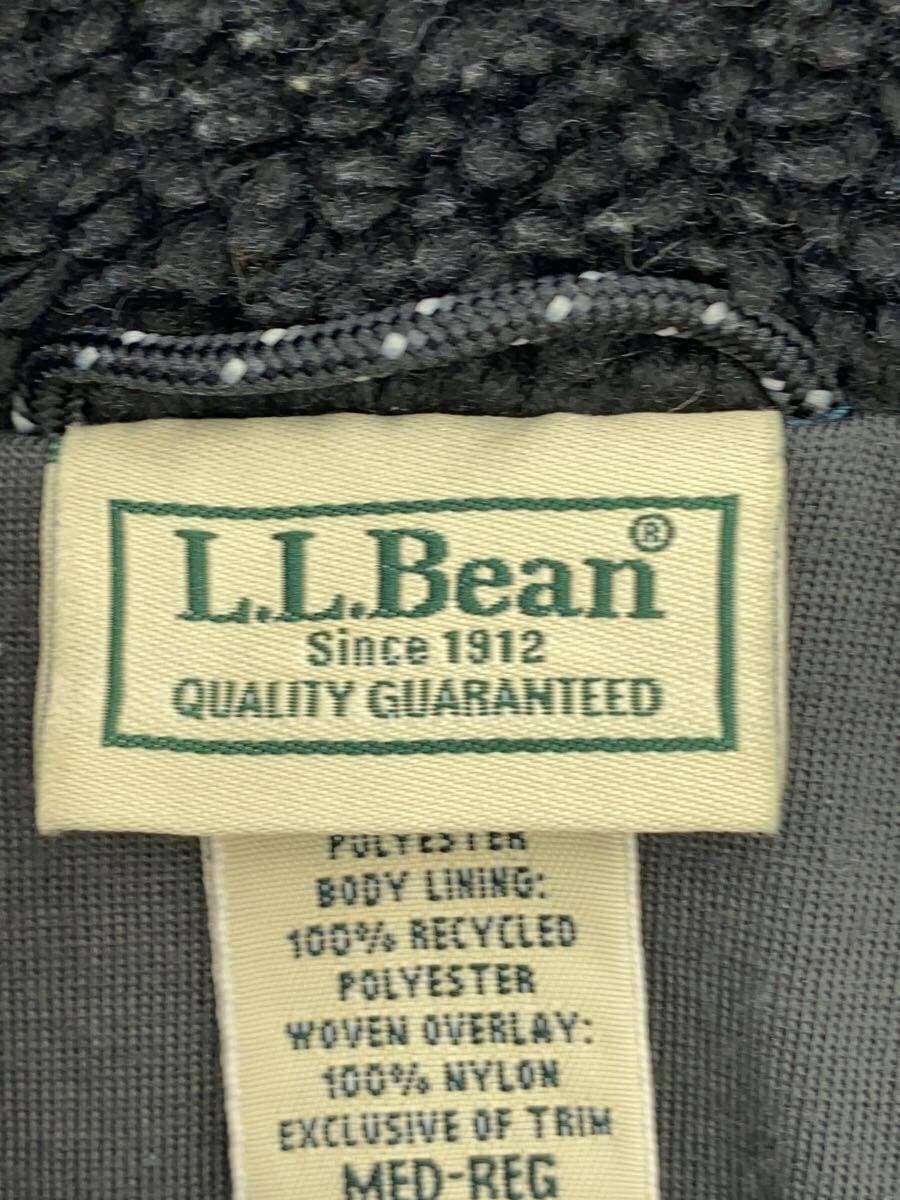 L.L.Bean®
Since 1912
QUALITY GUARANTEED
POLYESTER
BODY LINING:
100% RECYCLED
POLYESTER
WOVEN OVERLAY:
100% NYLON
EXCLUSIVE OF TRIM
MED-REG